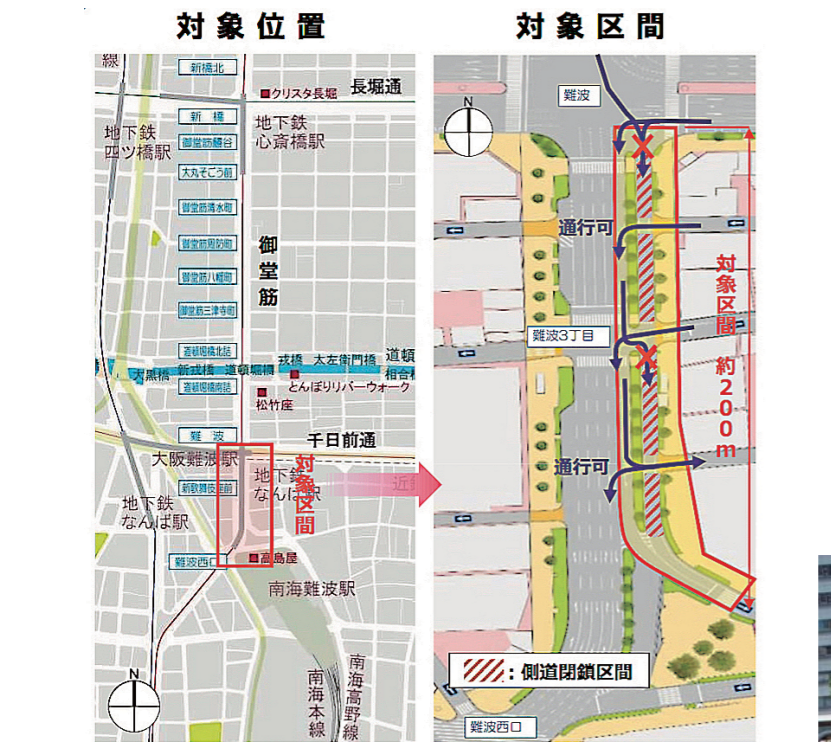 対象位置
線
新橋北
クリスタ長堀
長堀通
新橋
地下鉄
四ツ橋駅
地下鉄
心斎橋駅
大丸そごう前
御堂筋清水町
御堂筋周防町
御堂筋八幡町
御堂筋三津寺町
御堂筋
道頓堀橋北詰
戎橋
太左衛門橋
道頓
大黒橋
新戎橋
道頓堀橋
相合橋
とんぼりリバーウォーク
道頓堀橋南詰
松竹座
難波
千日前通
大阪難波駅
対象区間
地下鉄
なんば駅
近鉄
新歌舞伎座前
地下鉄
なんば駅
難波西口
高島屋
南海難波駅
南海本線
南海高野線
N
対象区間
N
難波
通行可
難波3丁目
対象区間 約200m
通行可
:側道閉鎖区間
難波西口